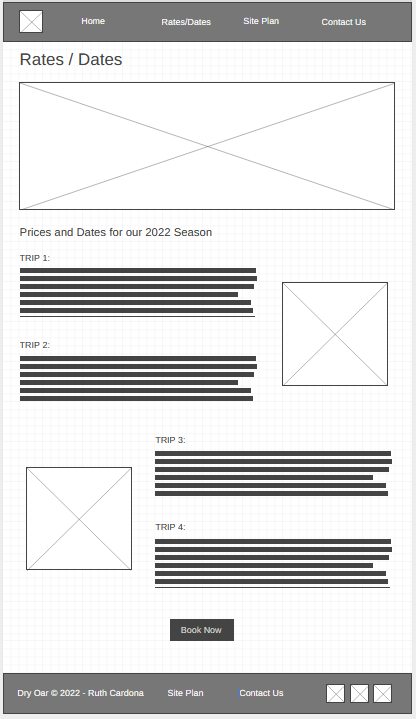 Home Rates/Dates Site Plan Contact Us
Rates / Dates
Prices and Dates for our 2022 Season
TRIP 1:
TRIP 2:
TRIP 3:
TRIP 4:
Book Now
Dry Oar © 2022 - Ruth Cardona Site Plan Contact Us